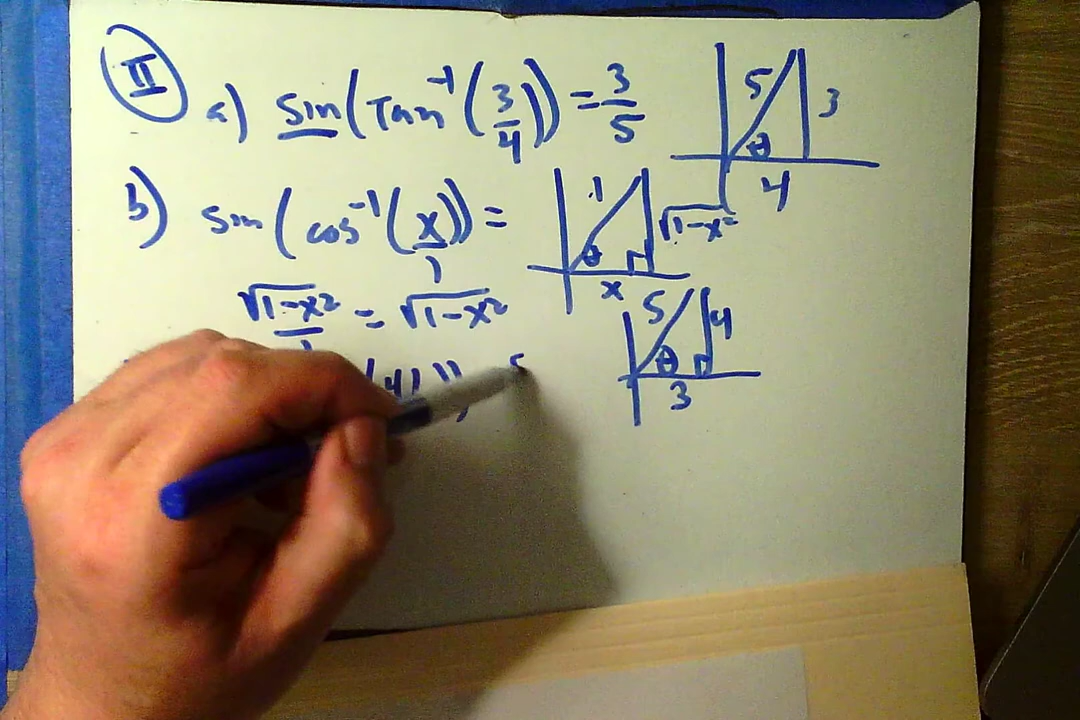 II
a) sin(Tan⁻¹(3/4)) = 3/5
5 3
θ
4
b) sin(cos⁻¹(x/1)) =
1 √1-x²
θ
x
√1-x²/1 = √1-x²
5 4
θ
3